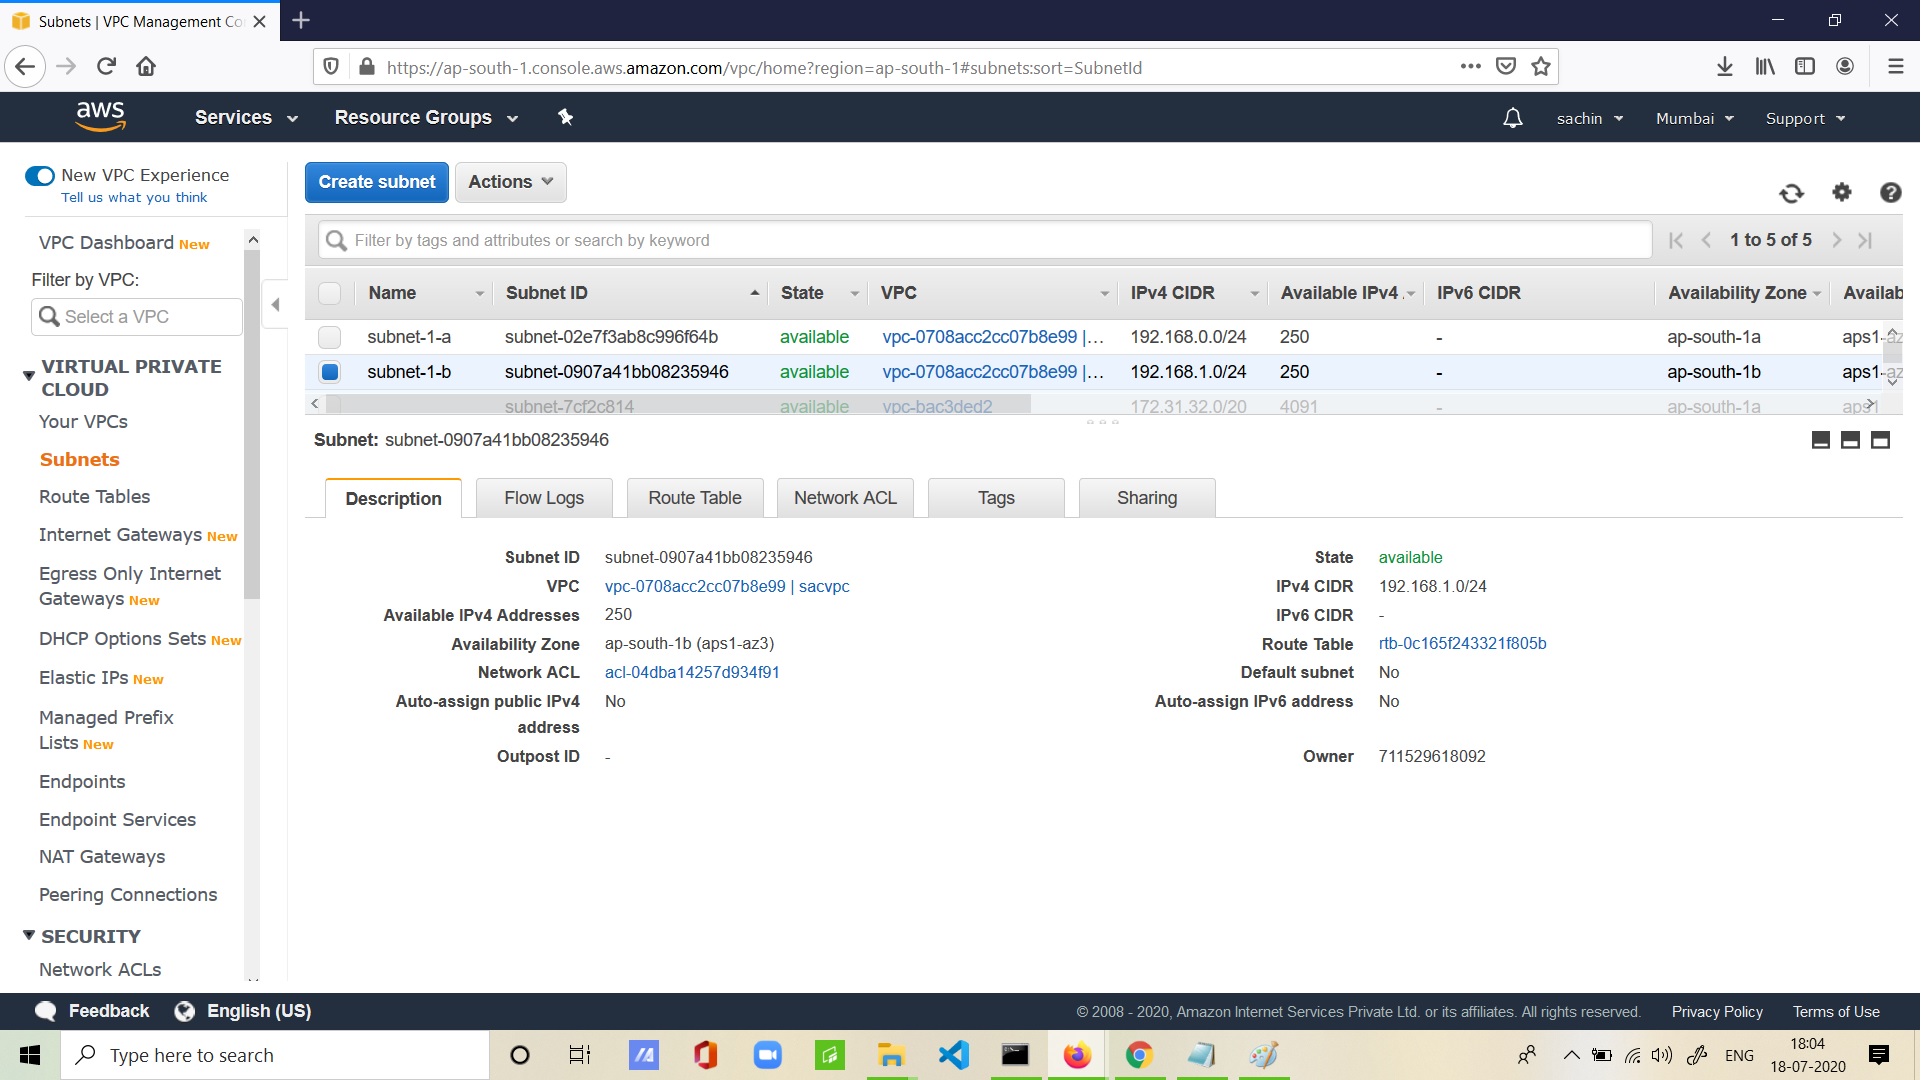 Subnets | VPC Management Co
https://ap-south-1.console.aws.amazon.com/vpc/home?region=ap-south-1#subnets:sort=SubnetId
aws
Services
Resource Groups
sachin
Mumbai
Support
New VPC Experience
Tell us what you think
VPC Dashboard New
Filter by VPC:
Select a VPC
VIRTUAL PRIVATE
CLOUD
Your VPCs
Subnets
Route Tables
Internet Gateways New
Egress Only Internet
Gateways New
DHCP Options Sets New
Elastic IPs New
Managed Prefix
Lists New
Endpoints
Endpoint Services
NAT Gateways
Peering Connections
SECURITY
Network ACLs
Create subnet
Actions
Filter by tags and attributes or search by keyword
1 to 5 of 5
Name Subnet ID State VPC IPv4 CIDR Available IPv4 . IPv6 CIDR Availability Zone Availab
subnet-1-a subnet-02e7f3ab8c996f64b available vpc-0708acc2cc07b8e99 |... 192.168.0.0/24 250 - ap-south-1a aps1-az
subnet-1-b subnet-0907a41bb08235946 available vpc-0708acc2cc07b8e99 |... 192.168.1.0/24 250 - ap-south-1b aps1-az
subnet-7cf2c814 available vpc-bac3ded2 172.31.32.0/20 4091 - ap-south-1a aps1
Subnet: subnet-0907a41bb08235946
Description
Flow Logs
Route Table
Network ACL
Tags
Sharing
Subnet ID subnet-0907a41bb08235946 State available
VPC vpc-0708acc2cc07b8e99 | sacvpc IPv4 CIDR 192.168.1.0/24
Available IPv4 Addresses 250 IPv6 CIDR -
Availability Zone ap-south-1b (aps1-az3) Route Table rtb-0c165f243321f805b
Network ACL acl-04dba14257d934f91 Default subnet No
Auto-assign public IPv4 No Auto-assign IPv6 address No
address
Outpost ID - Owner 711529618092
Feedback
English (US)
© 2008 - 2020, Amazon Internet Services Private Ltd. or its affiliates. All rights reserved.
Privacy Policy
Terms of Use
Type here to search
ENG
18:04
18-07-2020